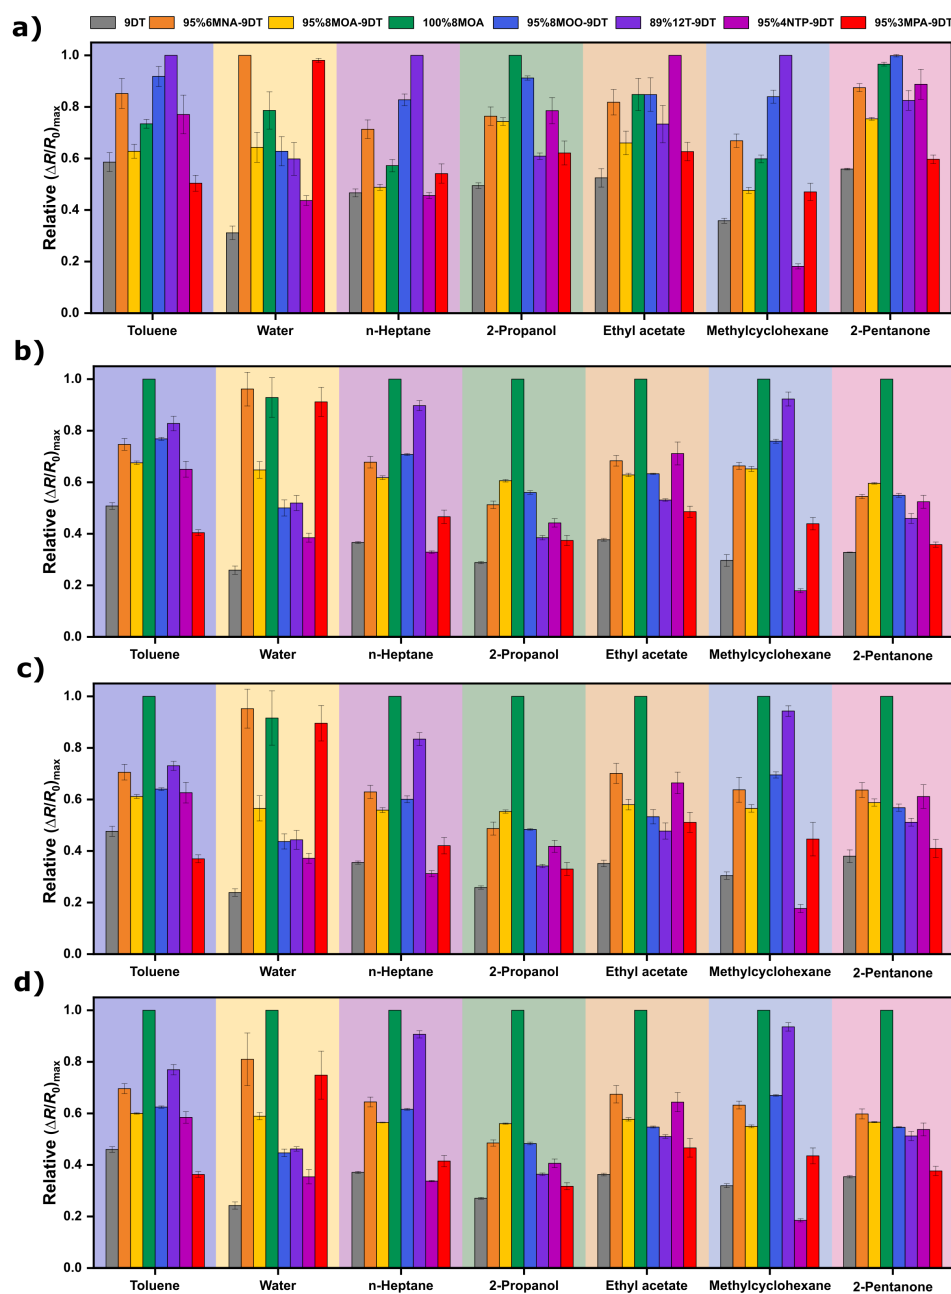 9DT 95%6MNA-9DT 95%8MOA-9DT 100%8MOA 95%8MOO-9DT 89%12T-9DT 95%4NTP-9DT 95%3MPA-9DT
a)
Relative (ΔR/R0)max
1.0
0.8
0.6
0.4
0.2
0.0
Toluene Water n-Heptane 2-Propanol Ethyl acetate Methylcyclohexane 2-Pentanone
b)
Relative (ΔR/R0)max
1.0
0.8
0.6
0.4
0.2
0.0
Toluene Water n-Heptane 2-Propanol Ethyl acetate Methylcyclohexane 2-Pentanone
c)
Relative (ΔR/R0)max
1.0
0.8
0.6
0.4
0.2
0.0
Toluene Water n-Heptane 2-Propanol Ethyl acetate Methylcyclohexane 2-Pentanone
d)
Relative (ΔR/R0)max
1.0
0.8
0.6
0.4
0.2
0.0
Toluene Water n-Heptane 2-Propanol Ethyl acetate Methylcyclohexane 2-Pentanone